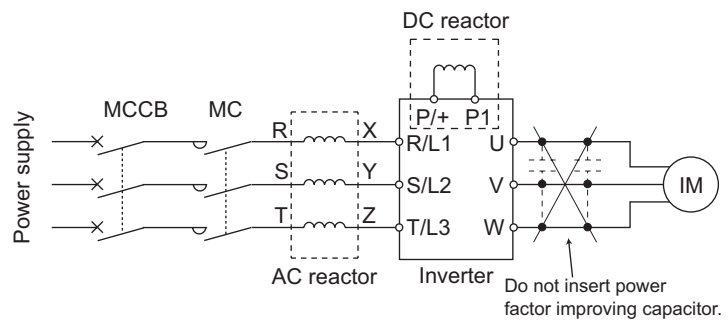 DC reactor
MCCB
MC
P/+
P1
Power supply
R
X
R/L1
U
S
Y
S/L2
V
IM
T
Z
T/L3
W
AC reactor
Inverter
Do not insert power
factor improving capacitor.